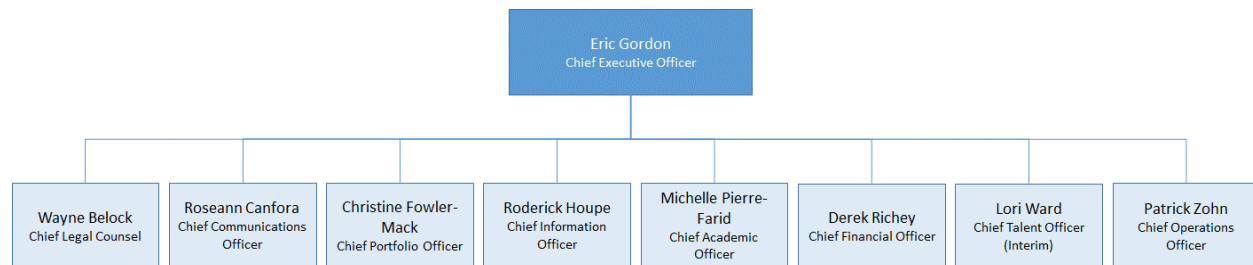 Eric Gordon
Chief Executive Officer
Wayne Belock
Chief Legal Counsel
Roseann Canfora
Chief Communications
Officer
Christine Fowler-
Mack
Chief Portfolio Officer
Roderick Houpe
Chief Information
Officer
Michelle Pierre-
Farid
Chief Academic
Officer
Derek Richey
Chief Financial Officer
Lori Ward
Chief Talent Officer
(Interim)
Patrick Zohn
Chief Operations
Officer